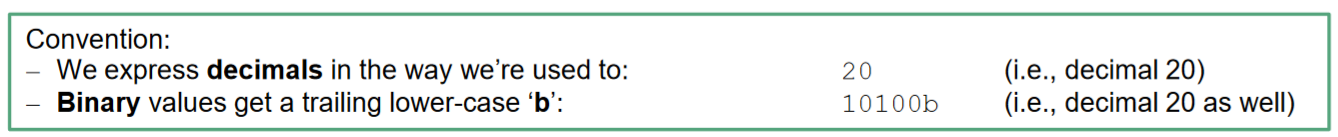 Convention:
– We express decimals in the way we’re used to: 20 (i.e., decimal 20)
– Binary values get a trailing lower-case ‘b’: 10100b (i.e., decimal 20 as well)